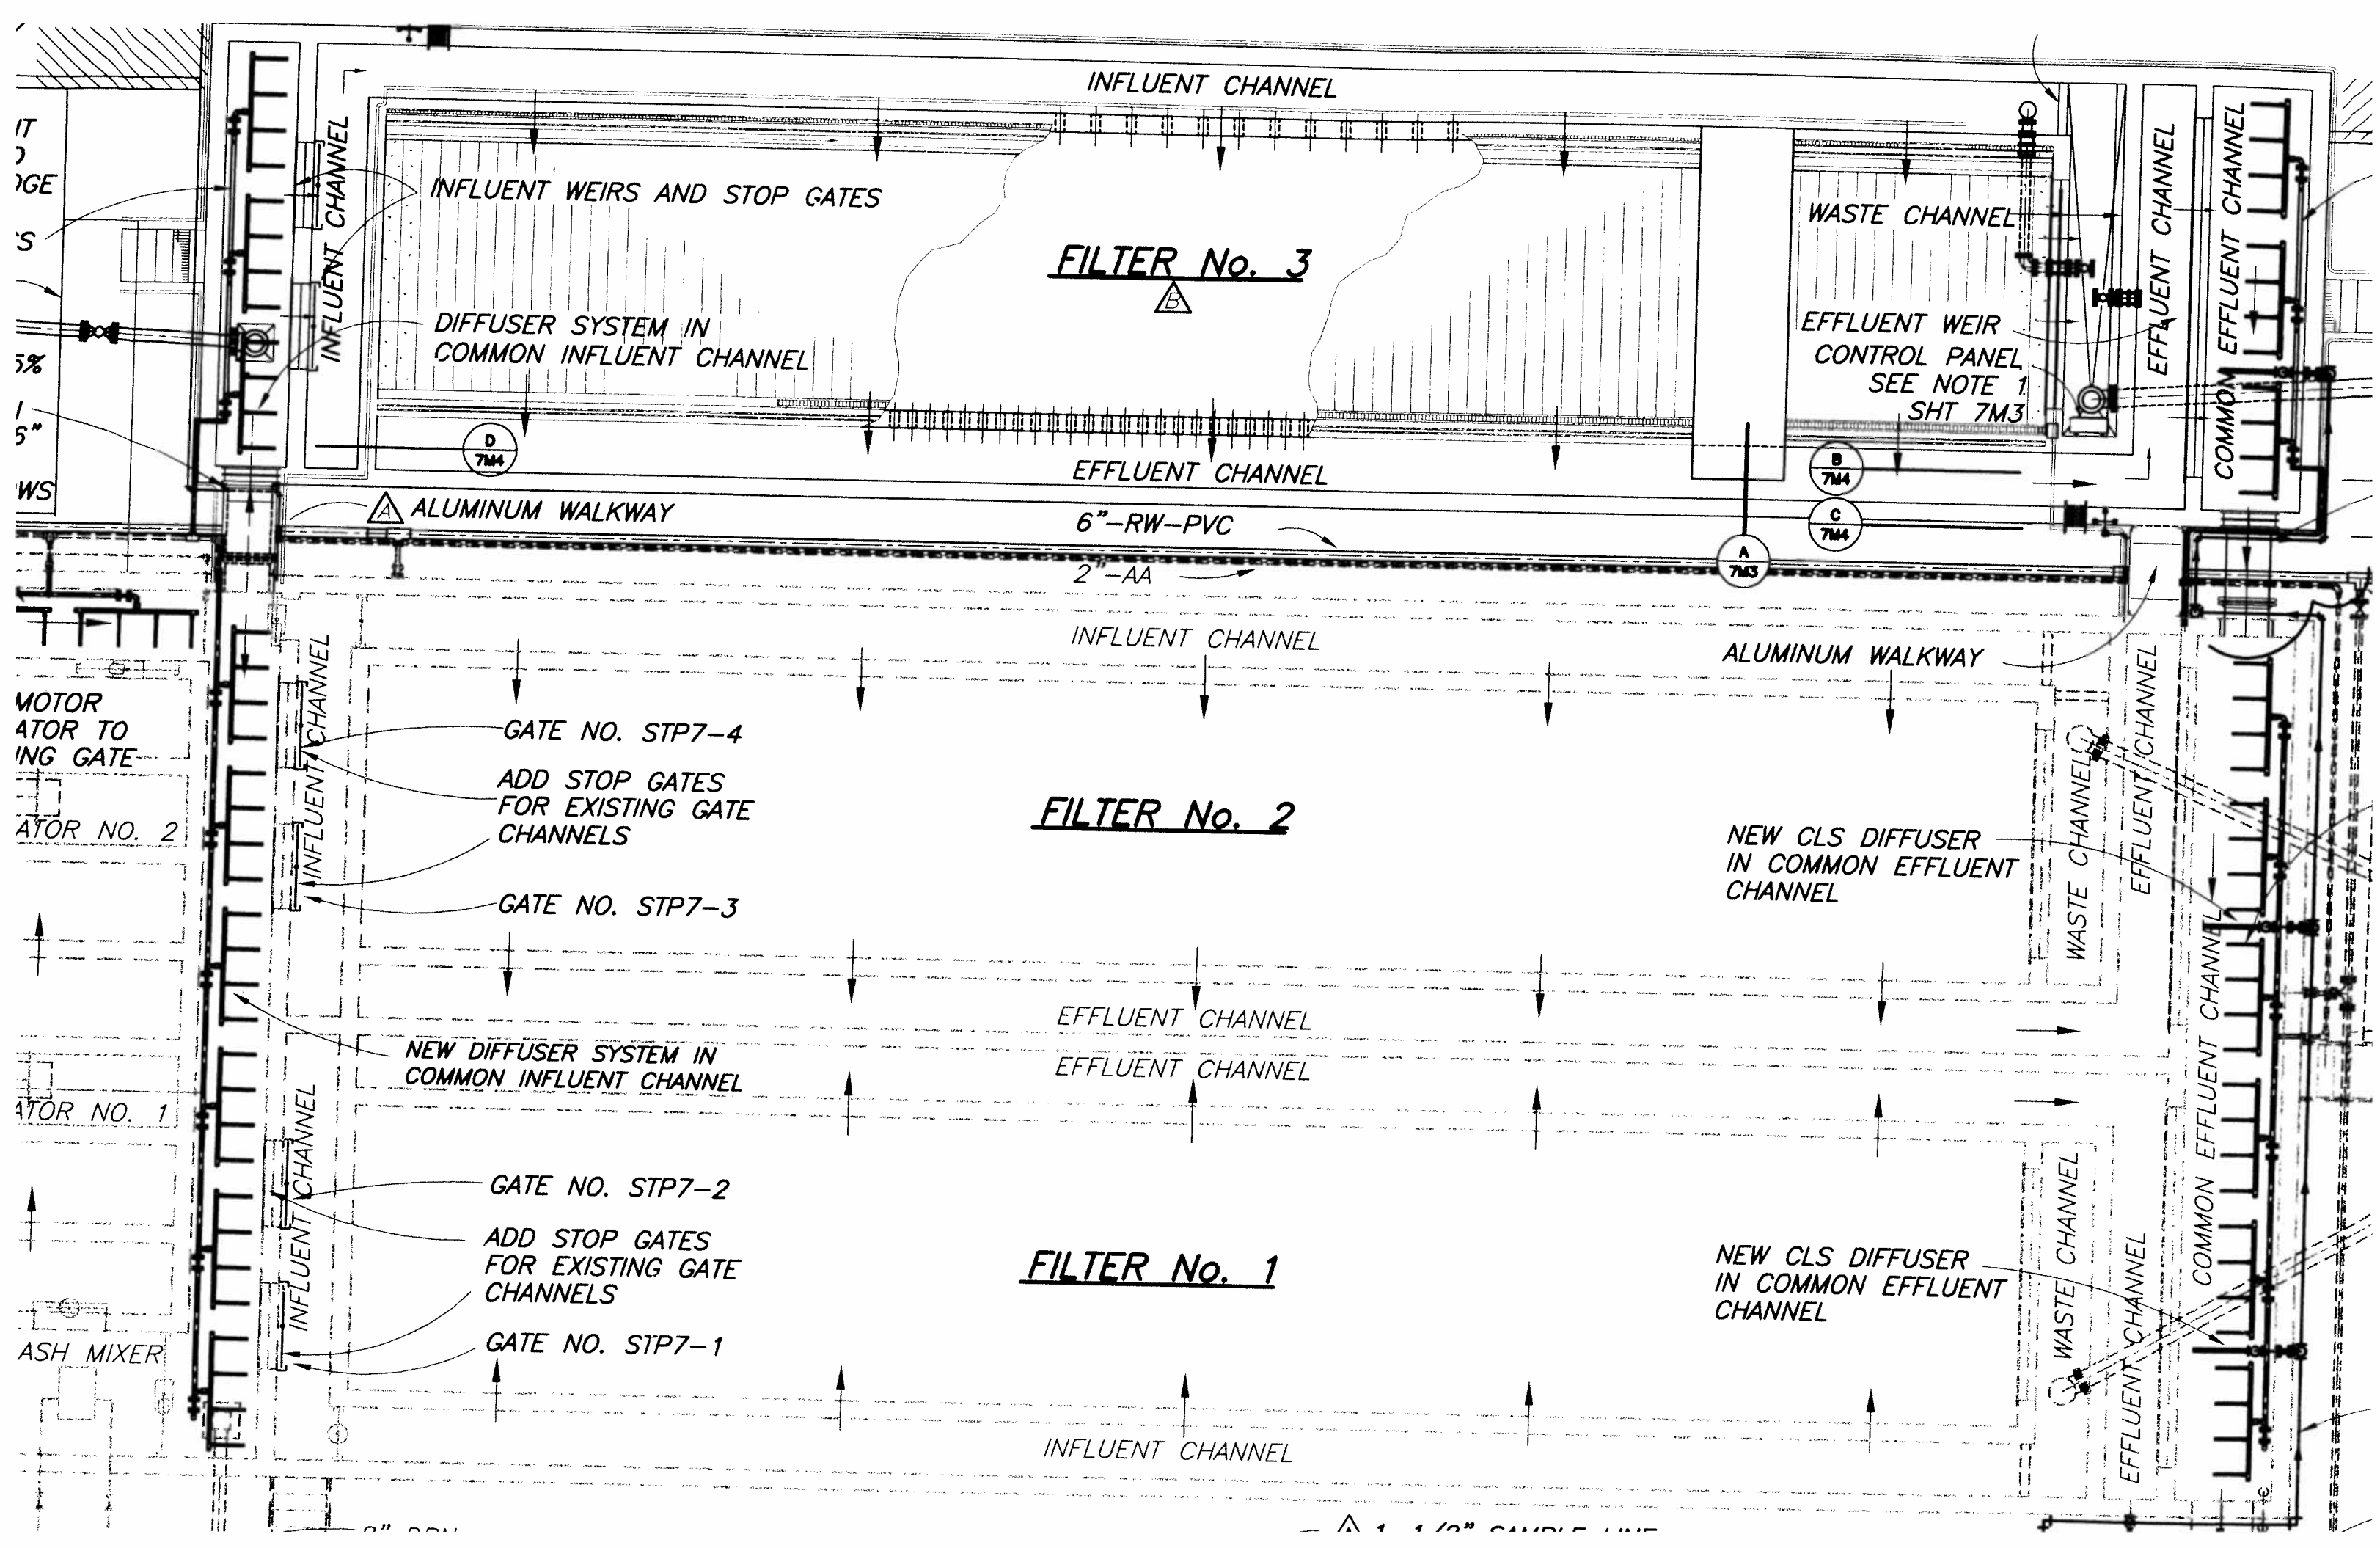 INFLUENT CHANNEL
INFLUENT CHANNEL
INFLUENT WEIRS AND STOP GATES
FILTER No. 3
B
DIFFUSER SYSTEM IN
COMMON INFLUENT CHANNEL
WASTE CHANNEL
EFFLUENT WEIR
CONTROL PANEL
SEE NOTE 1
SHT 7M3
EFFLUENT CHANNEL
COMMON EFFLUENT CHANNEL
5%
6"
D
7M4
EFFLUENT CHANNEL
B
7M4
A ALUMINUM WALKWAY
6"-RW-PVC
C
7M4
A
7M3
2"-AA
INFLUENT CHANNEL
ALUMINUM WALKWAY
INFLUENT CHANNEL
MOTOR
ATOR TO
ING GATE
ATOR NO. 2
GATE NO. STP7-4
ADD STOP GATES
FOR EXISTING GATE
CHANNELS
GATE NO. STP7-3
FILTER No. 2
NEW CLS DIFFUSER
IN COMMON EFFLUENT
CHANNEL
WASTE CHANNEL
EFFLUENT CHANNEL
COMMON EFFLUENT CHANNEL
EFFLUENT CHANNEL
EFFLUENT CHANNEL
NEW DIFFUSER SYSTEM IN
COMMON INFLUENT CHANNEL
ATOR NO. 1
INFLUENT CHANNEL
GATE NO. STP7-2
ADD STOP GATES
FOR EXISTING GATE
CHANNELS
GATE NO. STP7-1
FILTER No. 1
NEW CLS DIFFUSER
IN COMMON EFFLUENT
CHANNEL
WASTE CHANNEL
EFFLUENT CHANNEL
ASH MIXER
INFLUENT CHANNEL
1-1/2" SAMPLE LINE